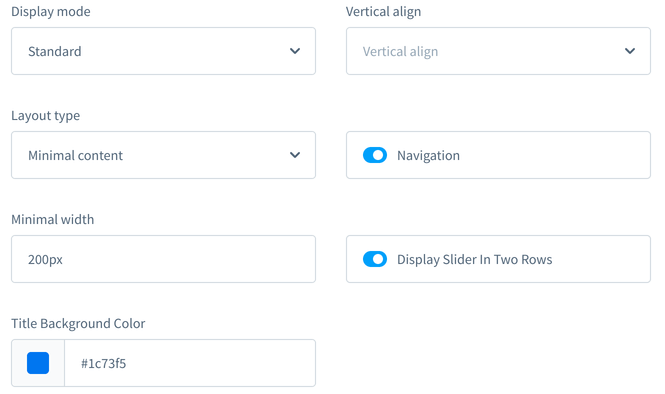 Display mode
Vertical align
Standard
Vertical align
Layout type
Minimal content
Navigation
Minimal width
200px
Display Slider In Two Rows
Title Background Color
#1c73f5